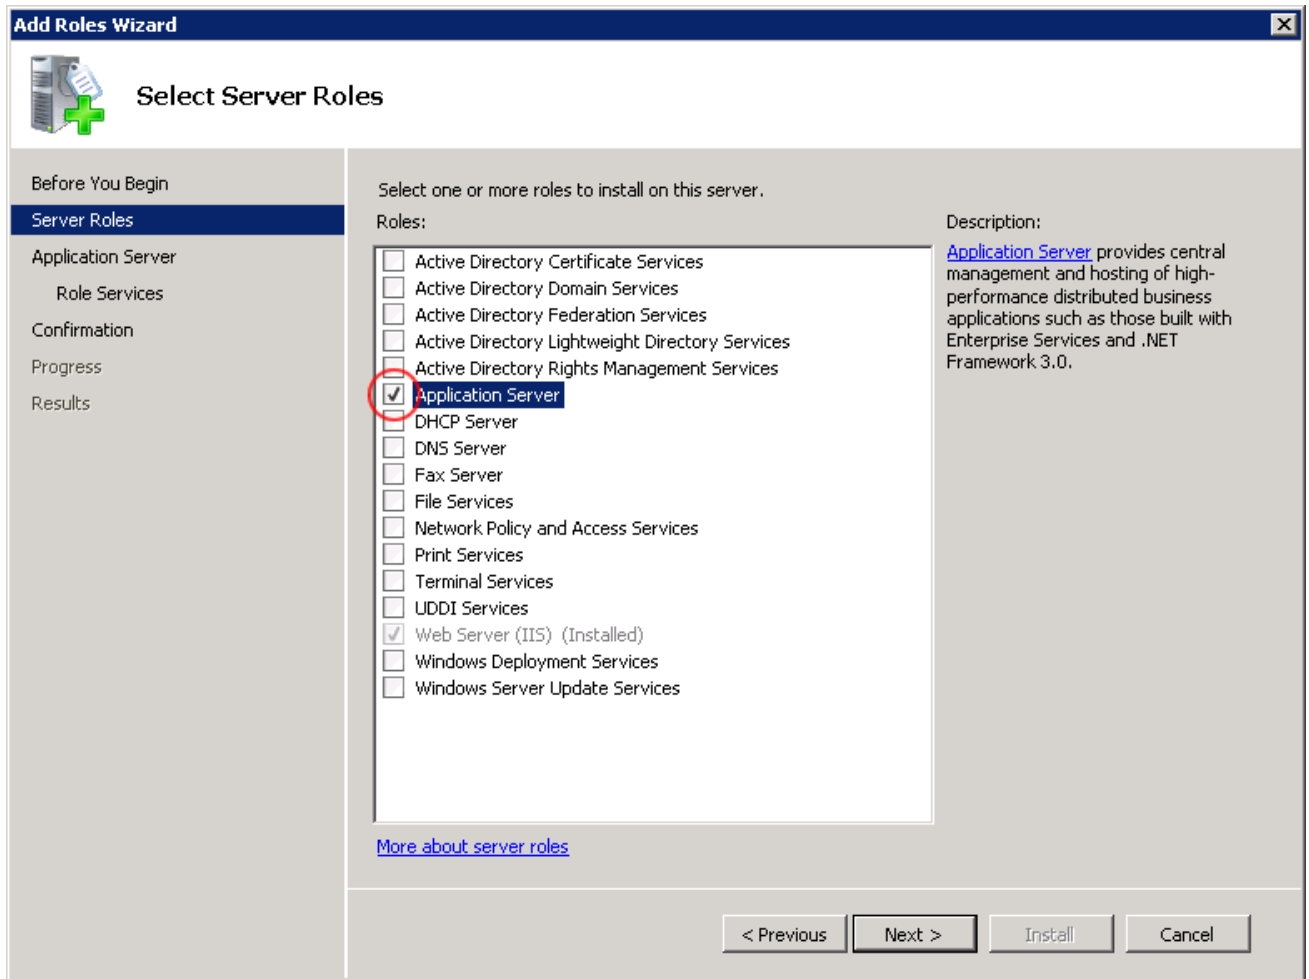 Add Roles Wizard
Select Server Roles
Before You Begin
Server Roles
Application Server
Role Services
Confirmation
Progress
Results
Select one or more roles to install on this server.
Roles:
Active Directory Certificate Services
Active Directory Domain Services
Active Directory Federation Services
Active Directory Lightweight Directory Services
Active Directory Rights Management Services
Application Server
DHCP Server
DNS Server
Fax Server
File Services
Network Policy and Access Services
Print Services
Terminal Services
UDDI Services
Web Server (IIS)  (Installed)
Windows Deployment Services
Windows Server Update Services
More about server roles
Description:
Application Server provides central
management and hosting of high-
performance distributed business
applications such as those built with
Enterprise Services and .NET
Framework 3.0.
< Previous
Next >
Install
Cancel